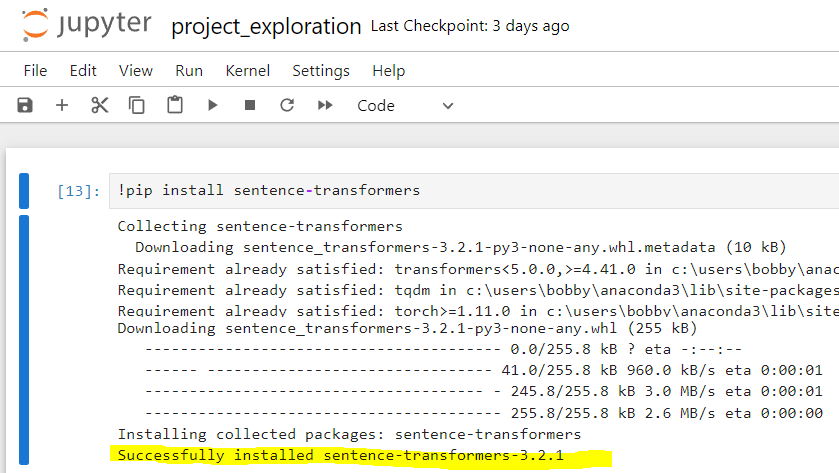 jupyter project_exploration Last Checkpoint: 3 days ago
File Edit View Run Kernel Settings Help
Code
[13]: !pip install sentence-transformers
Collecting sentence-transformers
Downloading sentence_transformers-3.2.1-py3-none-any.whl.metadata (10 kB)
Requirement already satisfied: transformers<5.0.0,>=4.41.0 in c:\users\bobby\anac
Requirement already satisfied: tqdm in c:\users\bobby\anaconda3\lib\site-packages
Requirement already satisfied: torch>=1.11.0 in c:\users\bobby\anaconda3\lib\site
Downloading sentence_transformers-3.2.1-py3-none-any.whl (255 kB)
---------------------------------------- 0.0/255.8 kB ? eta -:--:--
------ --------------------------------- 41.0/255.8 kB 960.0 kB/s eta 0:00:01
-------------------------------------- - 245.8/255.8 kB 3.0 MB/s eta 0:00:01
---------------------------------------- 255.8/255.8 kB 2.6 MB/s eta 0:00:00
Installing collected packages: sentence-transformers
Successfully installed sentence-transformers-3.2.1